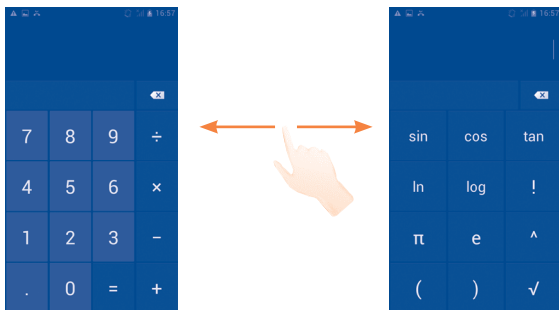 16:57
7 8 9 ÷
4 5 6 ×
1 2 3 −
. 0 = +
16:57
sin cos tan
ln log !
π e ^
( ) √